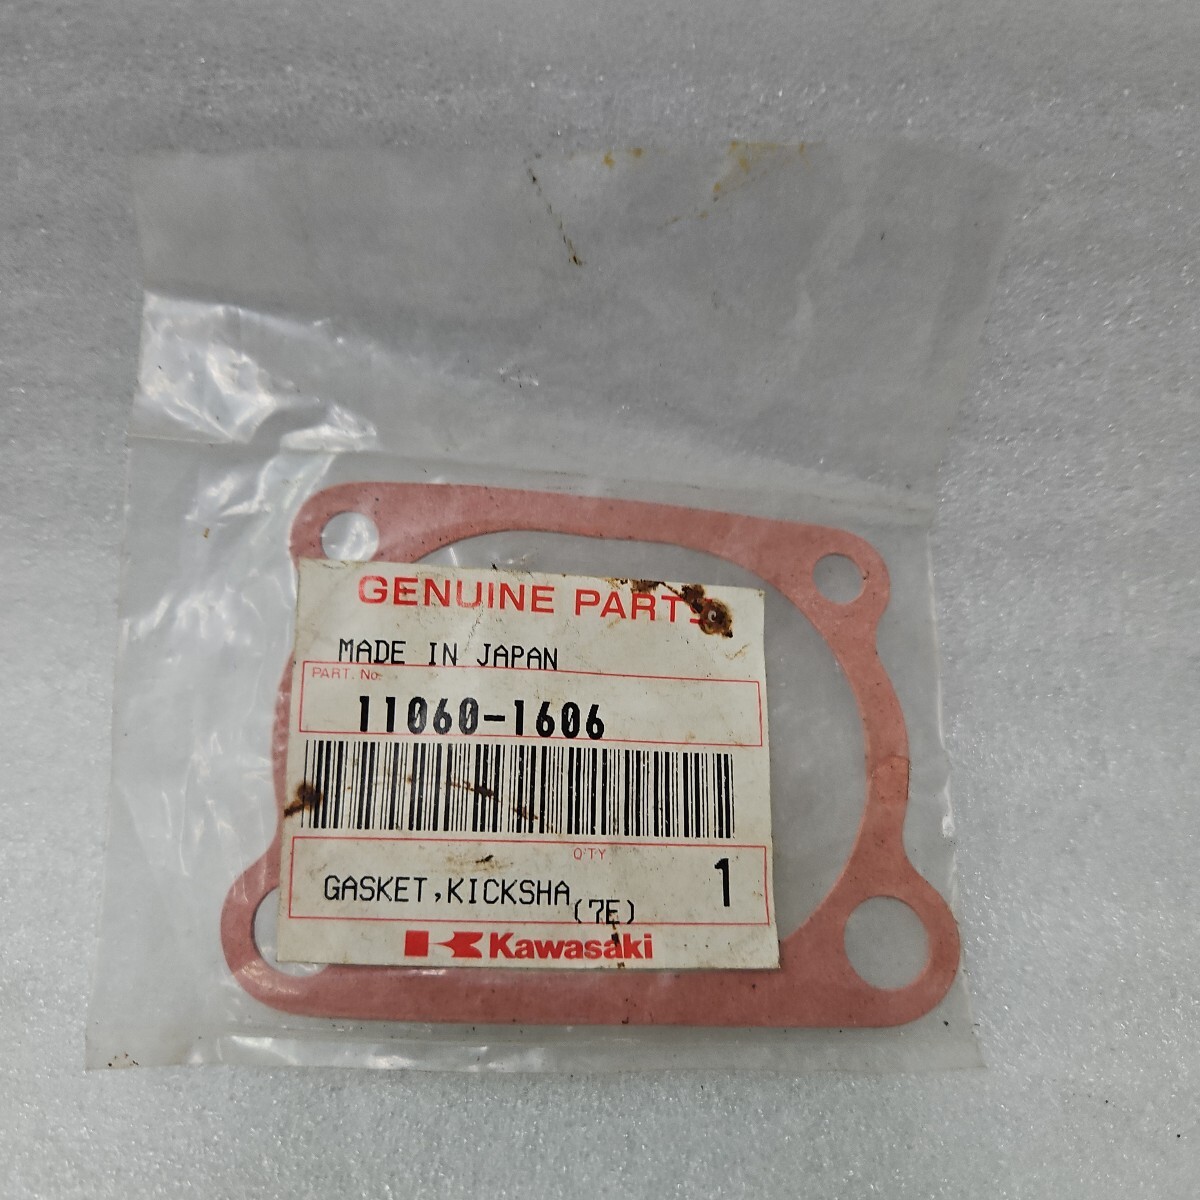 GENUINE PARTS
MADE IN JAPAN
PART. No.
11060-1606
Q'TY
GASKET,KICKSHA
(7E)
1
Kawasaki